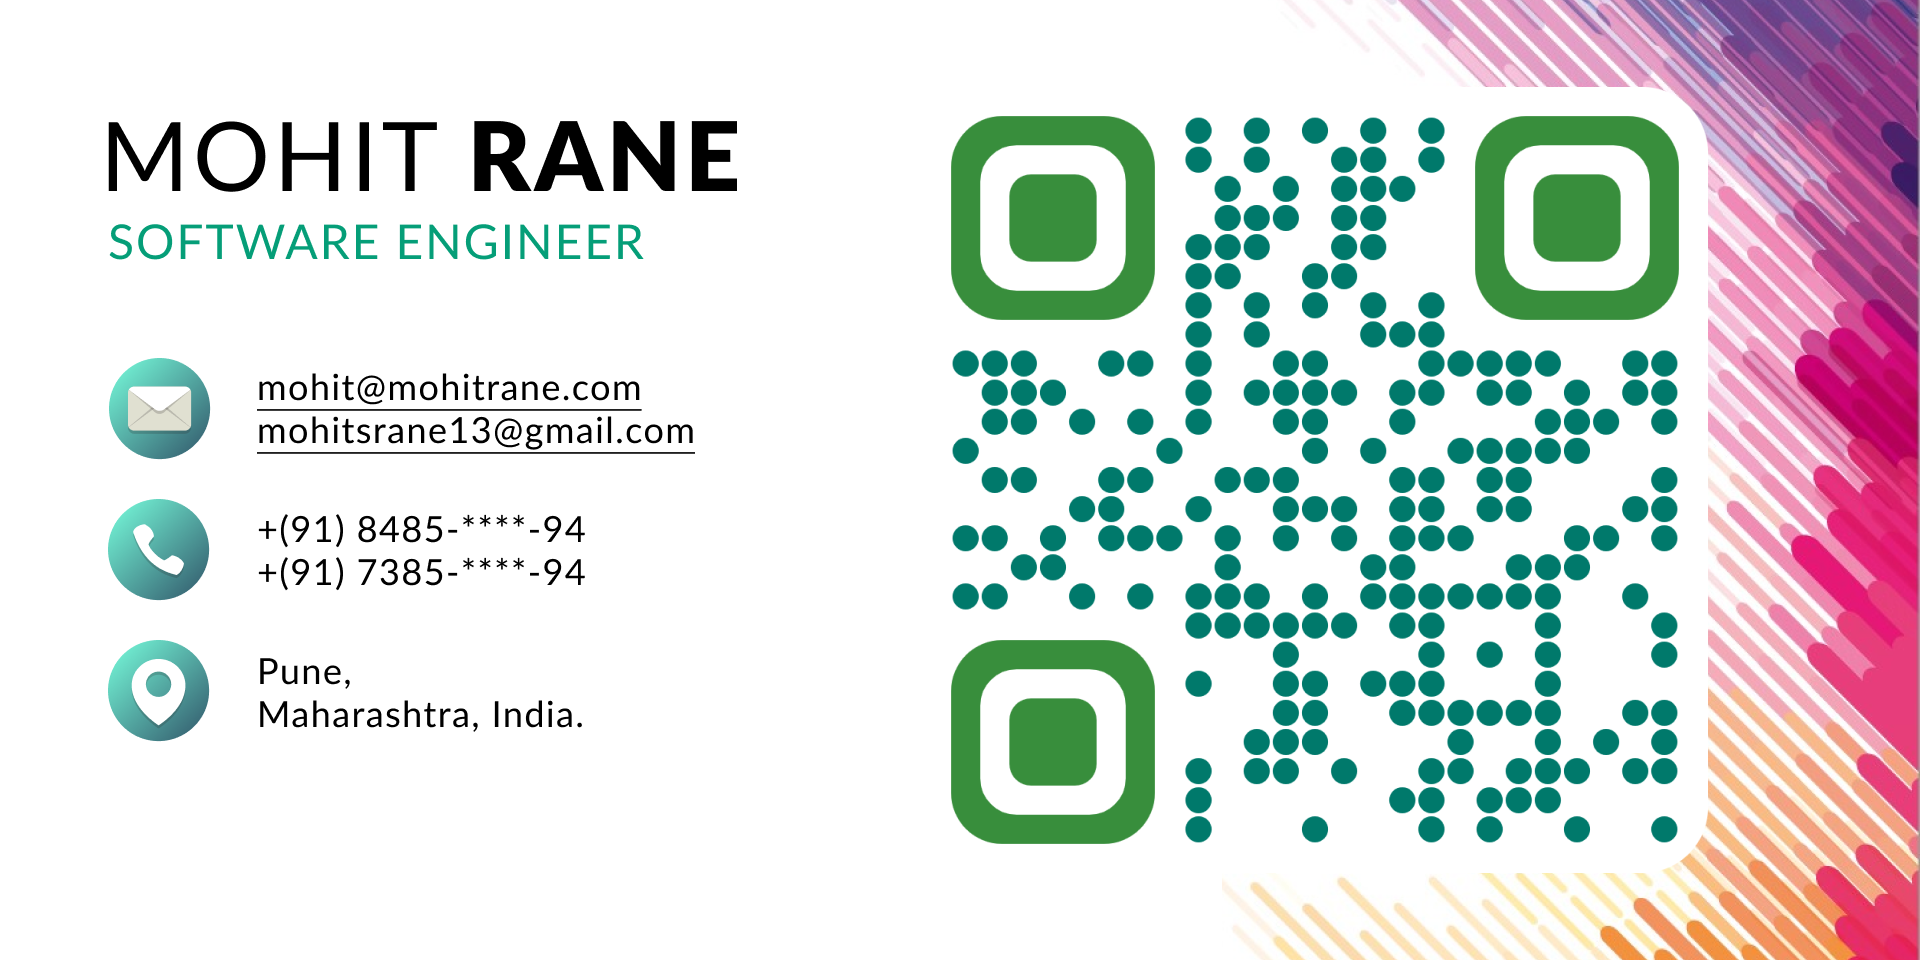 MOHIT RANE
SOFTWARE ENGINEER
mohit@mohitrane.com
mohitsrane13@gmail.com
+(91) 8485-****-94
+(91) 7385-****-94
Pune,
Maharashtra, India.